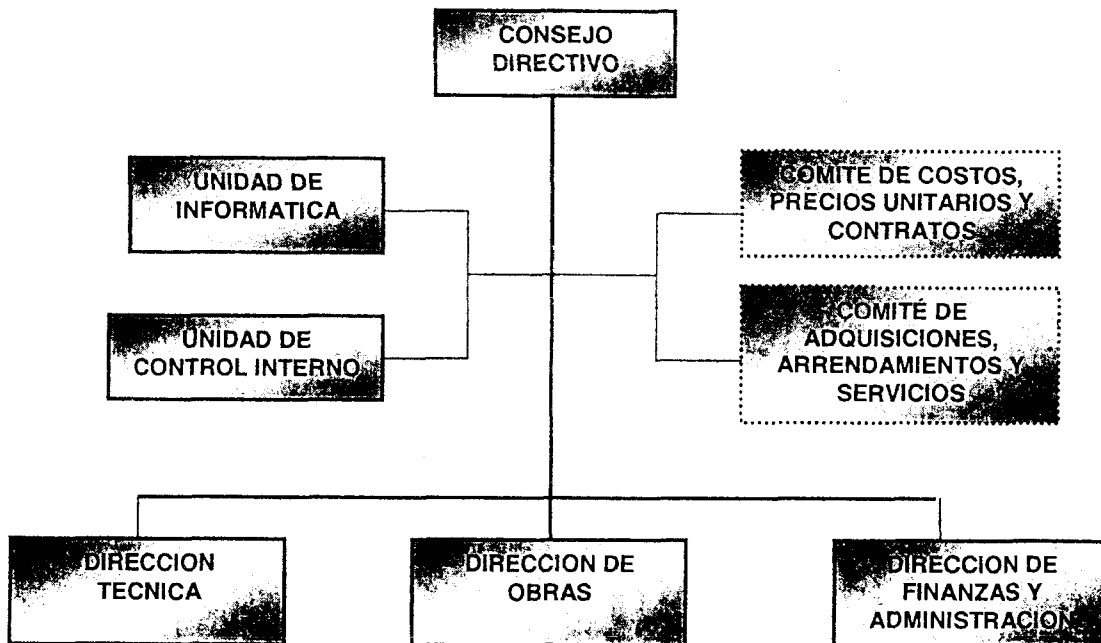 CONSEJO
DIRECTIVO
UNIDAD DE
INFORMATICA
COMITE DE COSTOS,
PRECIOS UNITARIOS Y
CONTRATOS
UNIDAD DE
CONTROL INTERNO
COMITÉ DE
ADQUISICIONES,
ARRENDAMIENTOS Y
SERVICIOS
DIRECCION
TECNICA
DIRECCION DE
OBRAS
DIRECCION DE
FINANZAS Y
ADMINISTRACION